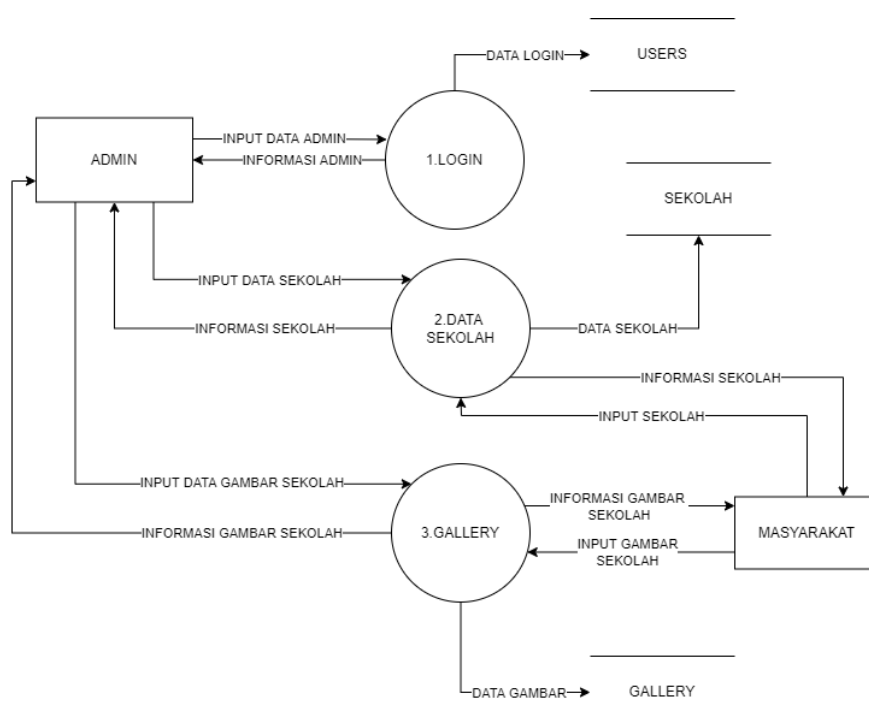 DATA LOGIN
USERS
ADMIN
INPUT DATA ADMIN
INFORMASI ADMIN
1.LOGIN
SEKOLAH
INPUT DATA SEKOLAH
INFORMASI SEKOLAH
2.DATA
SEKOLAH
DATA SEKOLAH
INFORMASI SEKOLAH
INPUT SEKOLAH
INPUT DATA GAMBAR SEKOLAH
INFORMASI GAMBAR SEKOLAH
3.GALLERY
INFORMASI GAMBAR
SEKOLAH
INPUT GAMBAR
SEKOLAH
MASYARAKAT
DATA GAMBAR
GALLERY